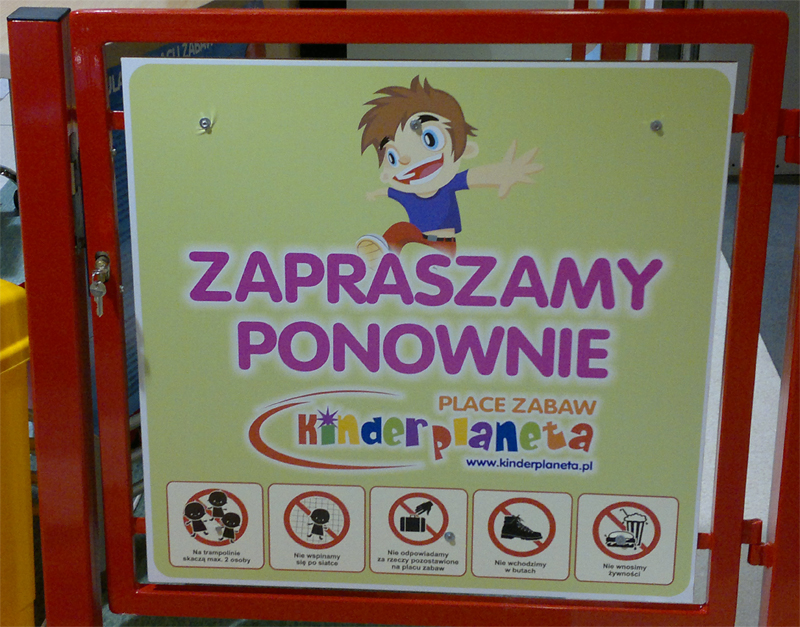 ZAPRASZAMY
PONOWNIE
PLACE ZABAW
kinderplaneta
www.kinderplaneta.pl
Na trampolinie
skaczą max. 2 osoby
Nie wspinamy
się po siatce
Nie odpowiadamy
za rzeczy pozostawione
na placu zabaw
Nie wchodzimy
w butach
Nie wnosimy
żywności